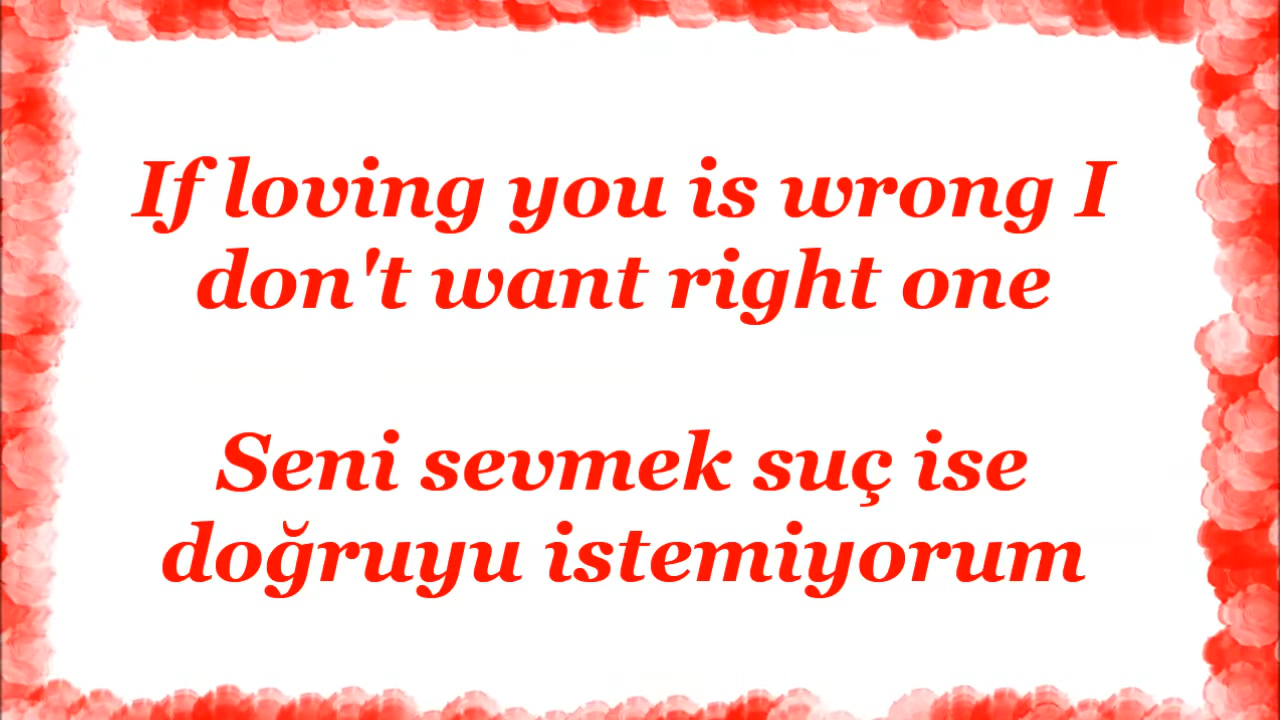 If loving you is wrong I
don't want right one
Seni sevmek suç ise
doğruyu istemiyorum